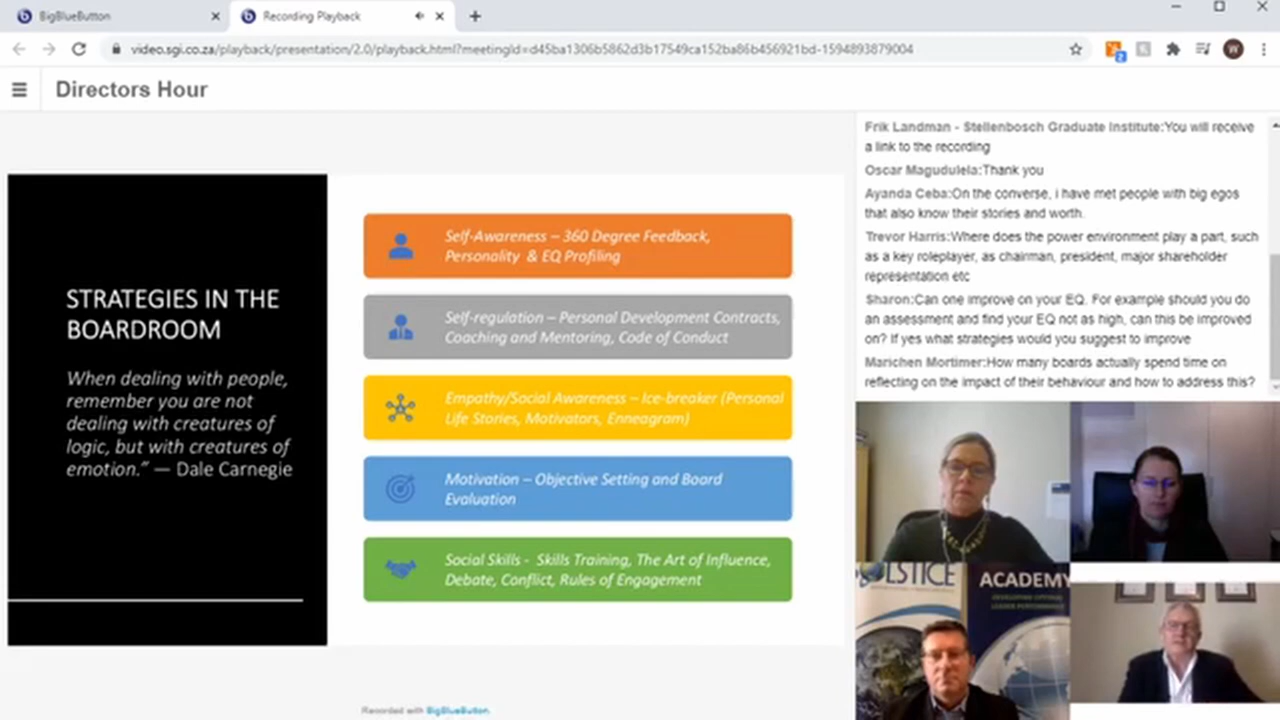 BigBlueButton
Recording Playback
video.sgi.co.za/playback/presentation/2.0/playback.html?meetingId=d45ba1306b5862d3b17549ca152ba86b456921bd-1594893879004
2
W
Directors Hour
STRATEGIES IN THE
BOARDROOM
When dealing with people,
remember you are not
dealing with creatures of
logic, but with creatures of
emotion.” — Dale Carnegie
Self-Awareness – 360 Degree Feedback,
Personality & EQ Profiling
Self-regulation – Personal Development Contracts,
Coaching and Mentoring, Code of Conduct
Empathy/Social Awareness – Ice-breaker (Personal
Life Stories, Motivators, Enneagram)
Motivation – Objective Setting and Board
Evaluation
Social Skills - Skills Training, The Art of Influence,
Debate, Conflict, Rules of Engagement
Recorded with BigBlueButton
Frik Landman - Stellenbosch Graduate Institute:You will receive
a link to the recording
Oscar Magudulela:Thank you
Ayanda Ceba:On the converse, i have met people with big egos
that also know their stories and worth.
Trevor Harris:Where does the power environment play a part, such
as a key roleplayer, as chairman, president, major shareholder
representation etc
Sharon:Can one improve on your EQ. For example should you do
an assessment and find your EQ not as high, can this be improved
on? If yes what strategies would you suggest to improve
Marichen Mortimer:How many boards actually spend time on
reflecting on the impact of their behaviour and how to address this?
OLSTICE
ACADEMY